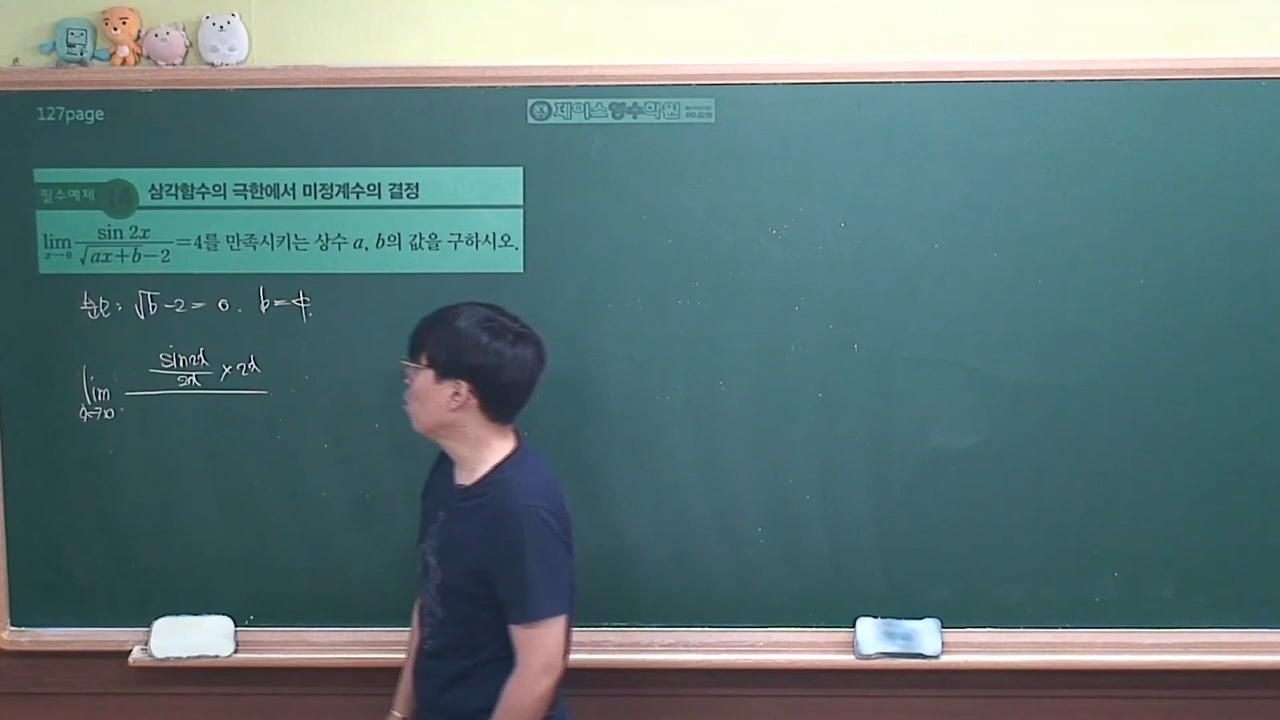 127page
제이스영수학원
필수예제 14 삼각함수의 극한에서 미정계수의 결정
lim x→0 sin 2x / √ax+b−2 =4를 만족시키는 상수 a, b의 값을 구하시오.
분모: √b −2 = 0. b=4.
lim x→0 sin2x / 2x × 2x